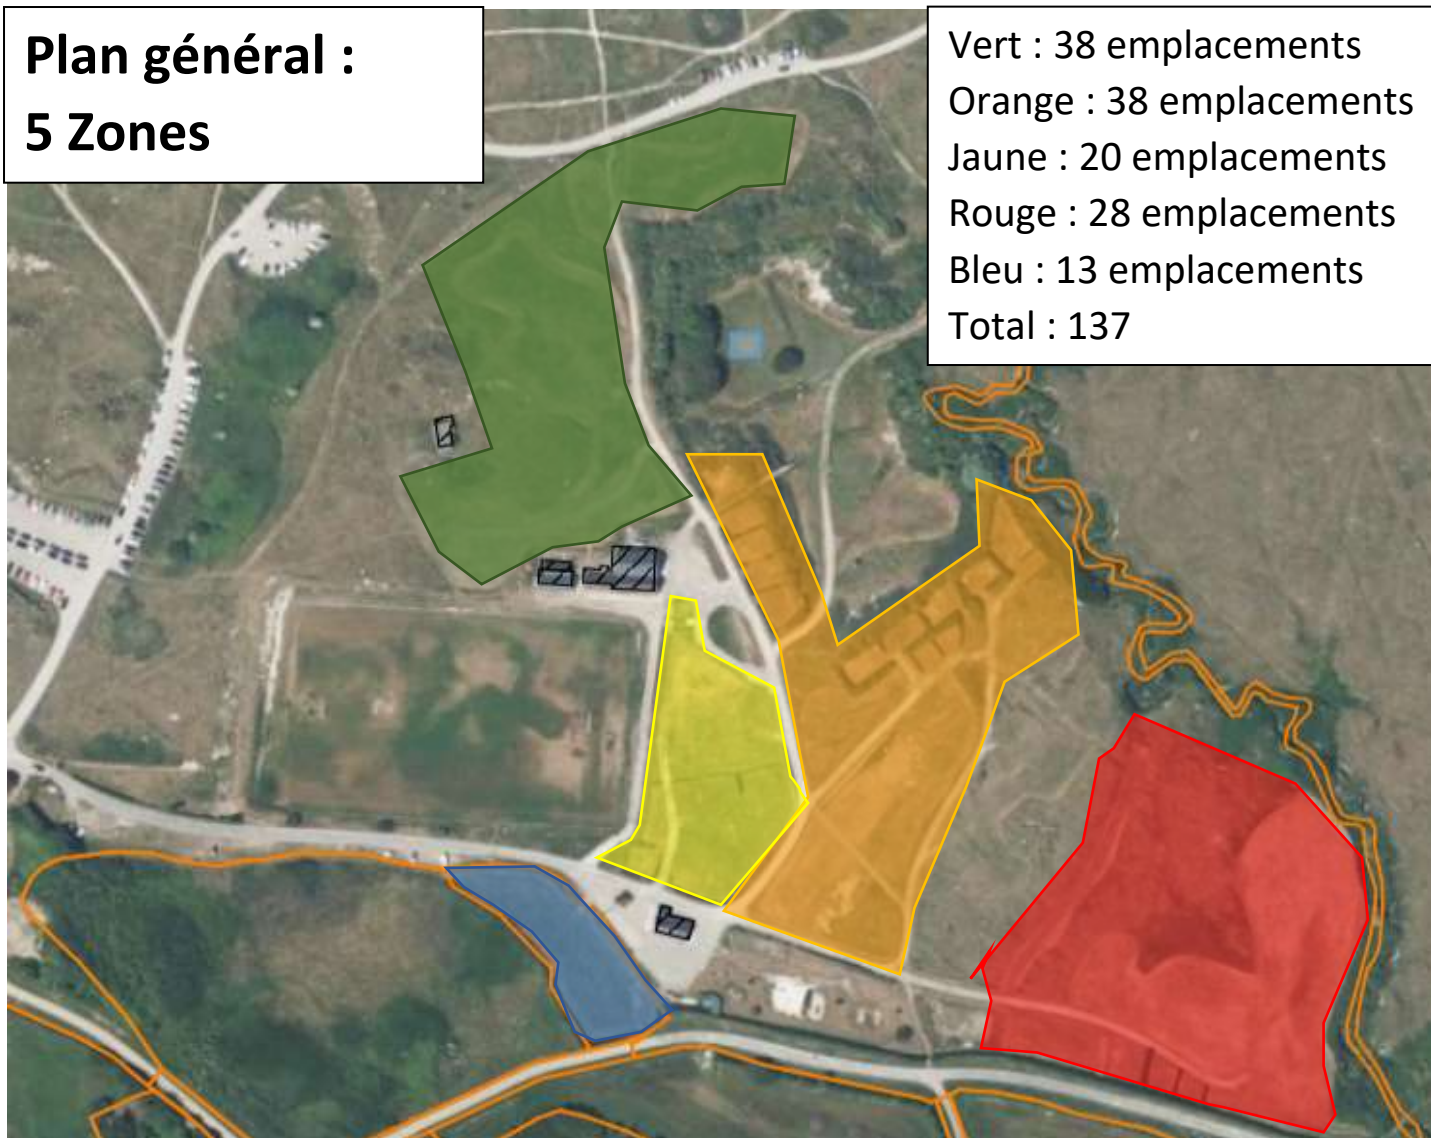 Plan général :
5 Zones
Vert : 38 emplacements
Orange : 38 emplacements
Jaune : 20 emplacements
Rouge : 28 emplacements
Bleu : 13 emplacements
Total : 137